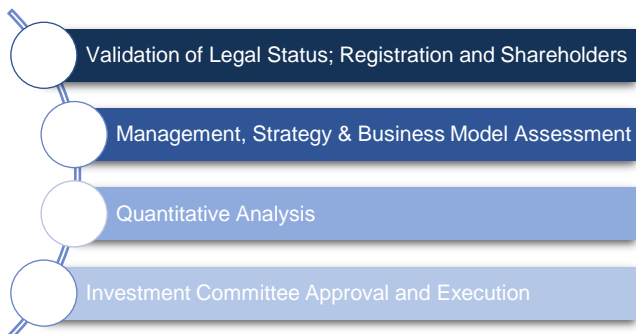 Validation of Legal Status; Registration and Shareholders
Management, Strategy & Business Model Assessment
Quantitative Analysis
Investment Committee Approval and Execution